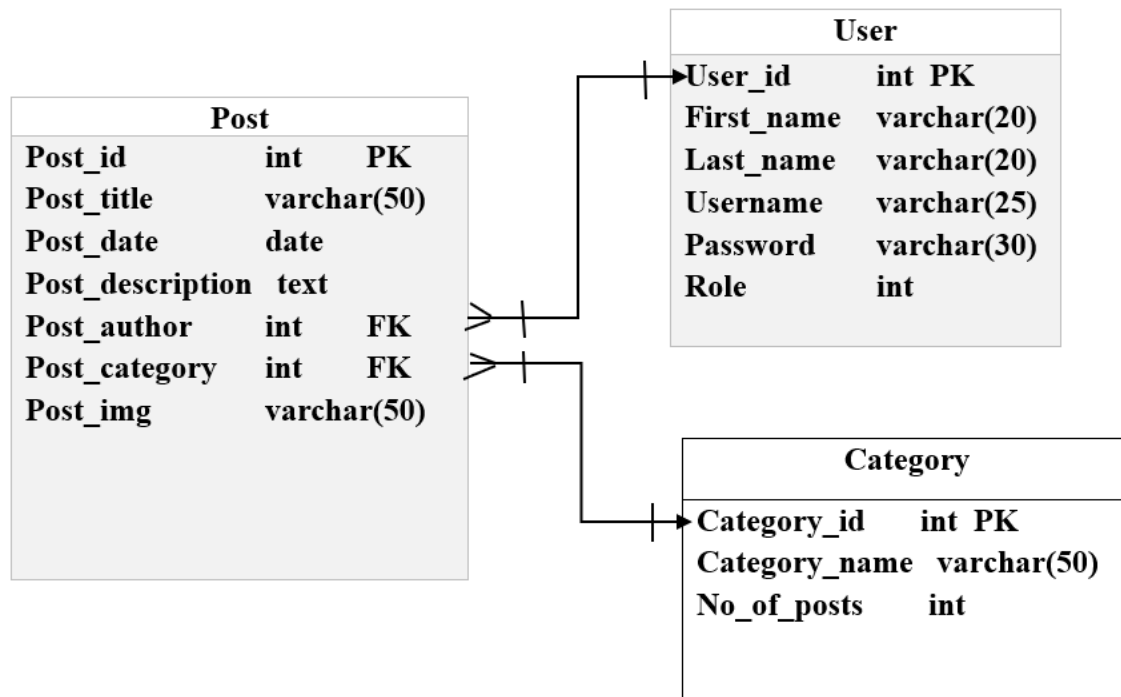 Post
Post_id int PK
Post_title varchar(50)
Post_date date
Post_description text
Post_author int FK
Post_category int FK
Post_img varchar(50)
User
User_id int PK
First_name varchar(20)
Last_name varchar(20)
Username varchar(25)
Password varchar(30)
Role int
Category
Category_id int PK
Category_name varchar(50)
No_of_posts int